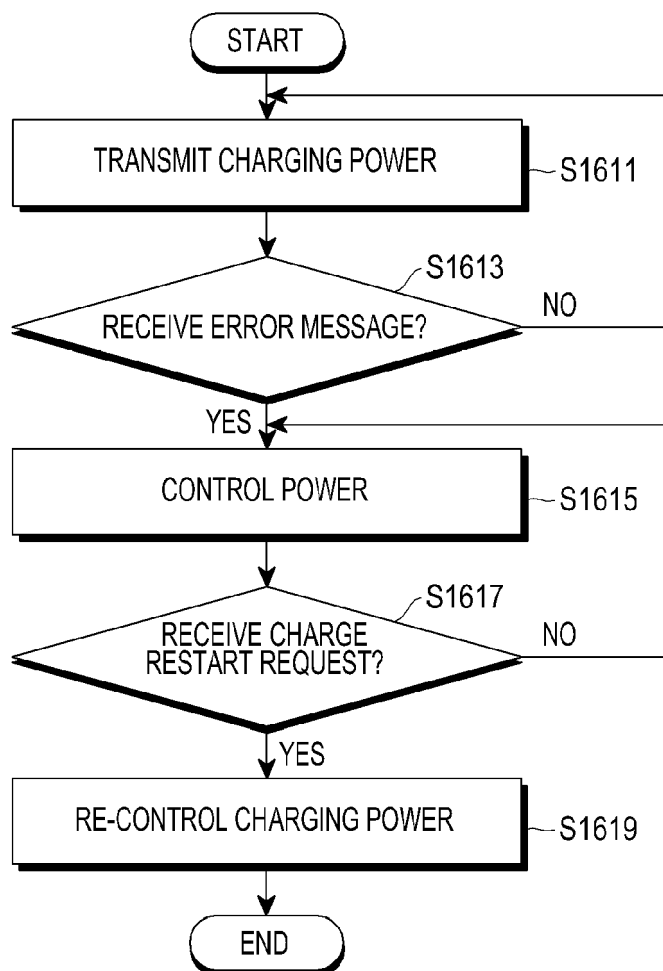 START
TRANSMIT CHARGING POWER
S1611
S1613
RECEIVE ERROR MESSAGE?
NO
YES
CONTROL POWER
S1615
S1617
RECEIVE CHARGE
RESTART REQUEST?
NO
YES
RE-CONTROL CHARGING POWER
S1619
END